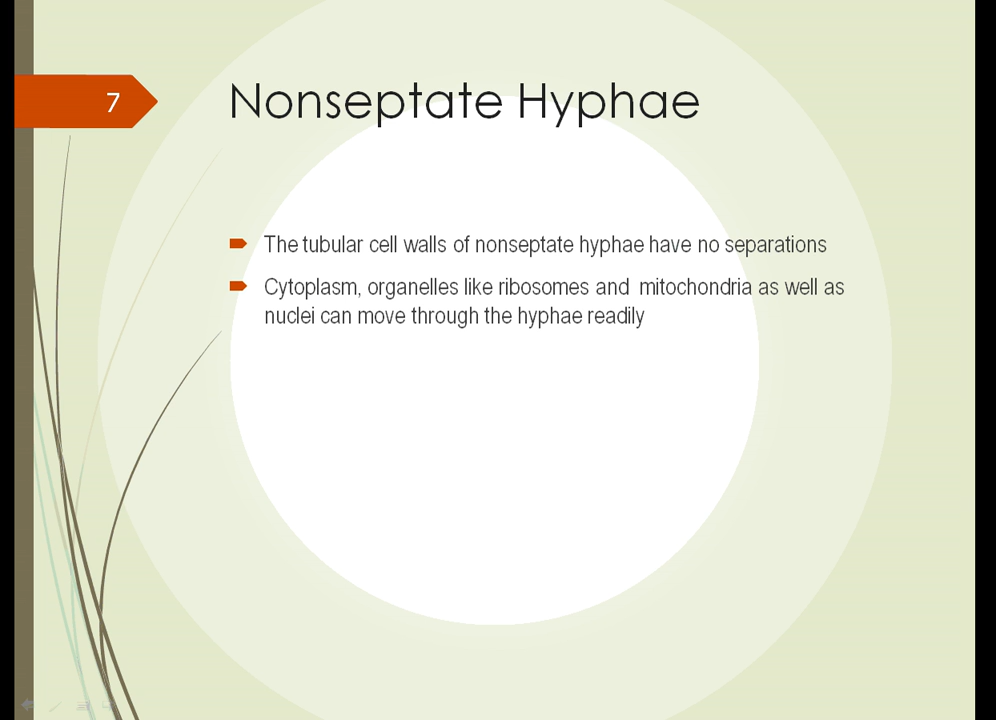 7
Nonseptate Hyphae
The tubular cell walls of nonseptate hyphae have no separations
Cytoplasm, organelles like ribosomes and  mitochondria as well as
nuclei can move through the hyphae readily